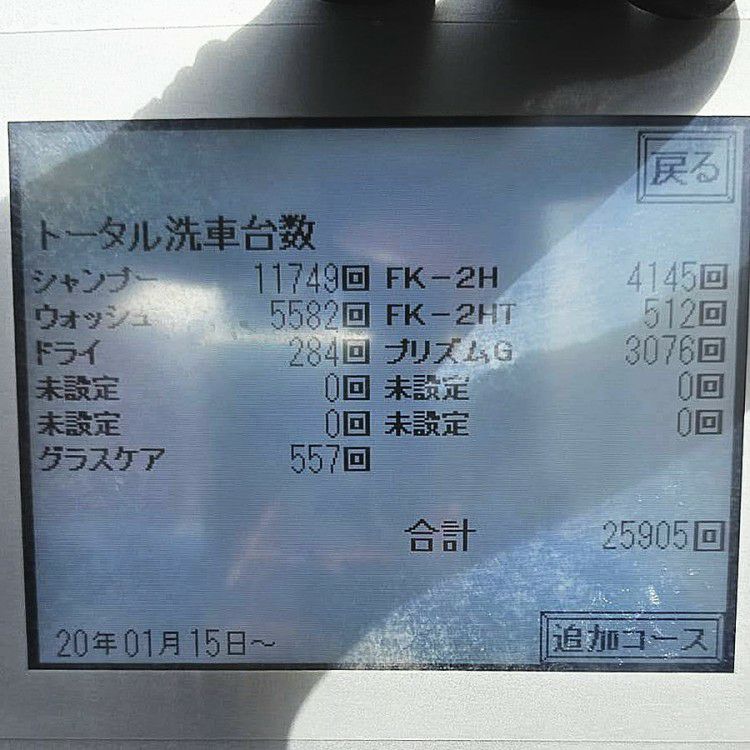 戻る
トータル洗車台数
シャンプー 11749回 FK-2H 4145回
ウォッシュ 5582回 FK-2HT 512回
ドライ 284回 プリズムG 3076回
未設定 0回 未設定 0回
未設定 0回 未設定 0回
グラスケア 557回
合計 25905回
20年01月15日~ 追加コース